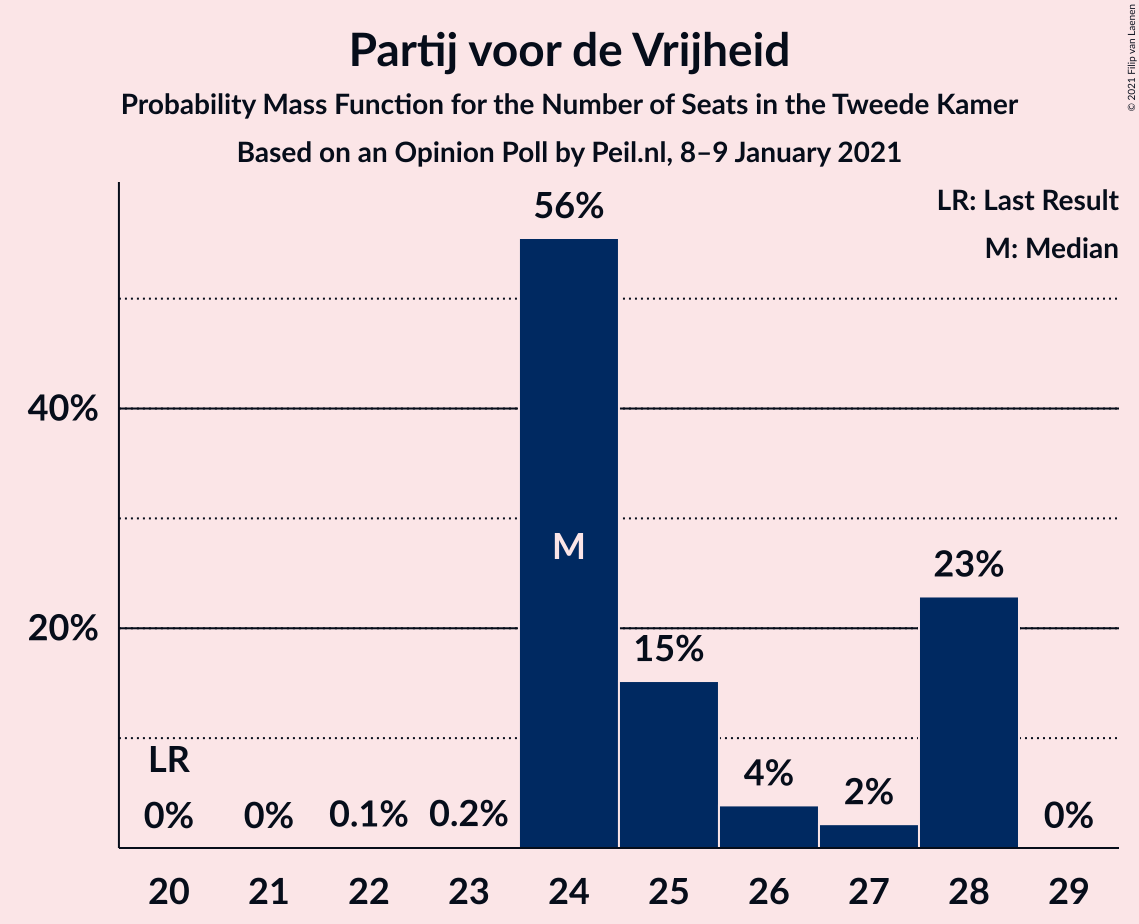 Partij voor de Vrijheid
Probability Mass Function for the Number of Seats in the Tweede Kamer
Based on an Opinion Poll by Peil.nl, 8–9 January 2021
© 2021 Filip van Laenen
LR: Last Result
M: Median
56%
40%
M
23%
20%
15%
LR
4%
2%
0% 0% 0.1% 0.2% 0%
20 21 22 23 24 25 26 27 28 29